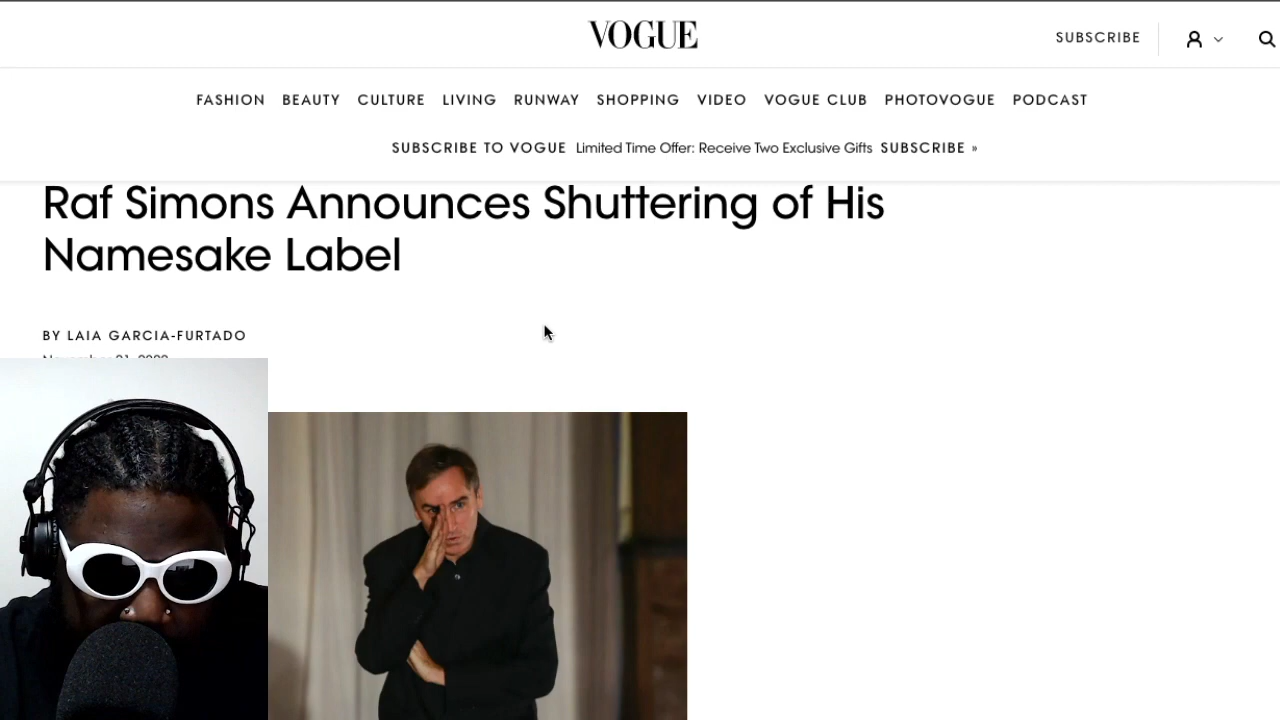 VOGUE
SUBSCRIBE
FASHION BEAUTY CULTURE LIVING RUNWAY SHOPPING VIDEO VOGUE CLUB PHOTOVOGUE PODCAST
SUBSCRIBE TO VOGUE Limited Time Offer: Receive Two Exclusive Gifts SUBSCRIBE »
Raf Simons Announces Shuttering of His
Namesake Label
BY LAIA GARCIA-FURTADO